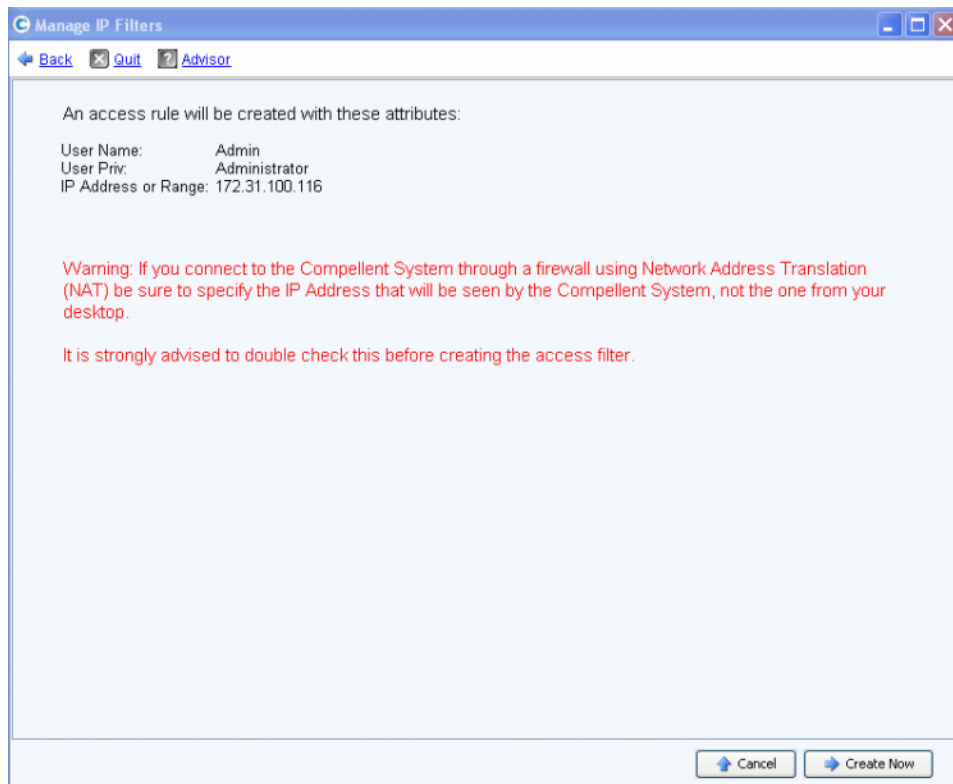 Manage IP Filters
Back Quit Advisor
An access rule will be created with these attributes:
User Name: Admin
User Priv: Administrator
IP Address or Range: 172.31.100.116
Warning: If you connect to the Compellent System through a firewall using Network Address Translation
(NAT) be sure to specify the IP Address that will be seen by the Compellent System, not the one from your
desktop.
It is strongly advised to double check this before creating the access filter.
Cancel Create Now